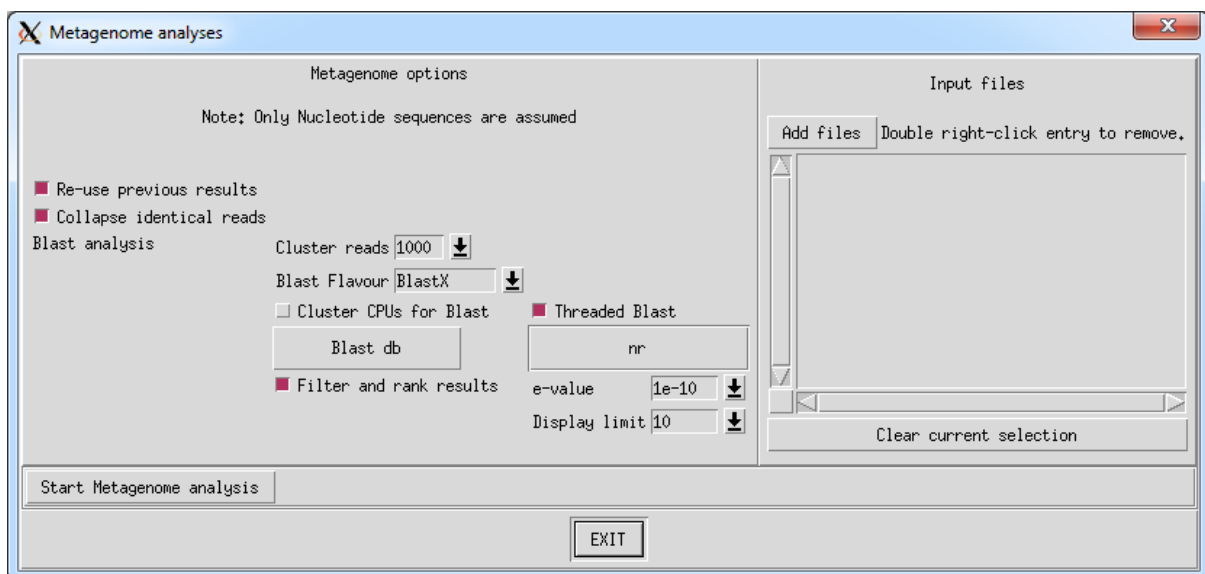 Metagenome analyses
Metagenome options
Note: Only Nucleotide sequences are assumed
Re-use previous results
Collapse identical reads
Blast analysis
Cluster reads 1000
Blast Flavour BlastX
Cluster CPUs for Blast Threaded Blast
Blast db nr
Filter and rank results e-value 1e-10
Display limit 10
Input files
Add files Double right-click entry to remove.
Clear current selection
Start Metagenome analysis
EXIT